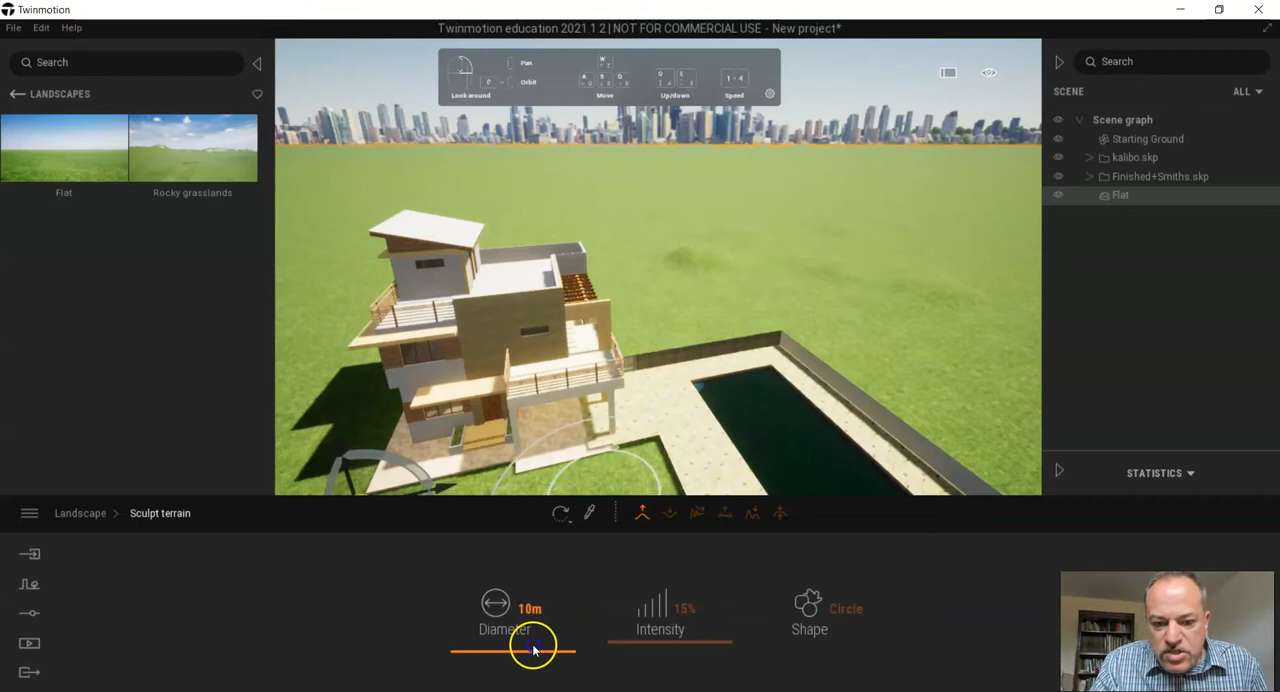 Twinmotion
File Edit Help
Twinmotion education 2021.1.2 | NOT FOR COMMERCIAL USE - New project*
Search
LANDSCAPES
Flat
Rocky grasslands
Look around
Pan
Orbit
Move
Up/down
1 - 4
Speed
Search
SCENE
ALL
Scene graph
Starting Ground
kalibo.skp
Finished+Smiths.skp
Flat
STATISTICS
Landscape > Sculpt terrain
10m
Diameter
15%
Intensity
Circle
Shape